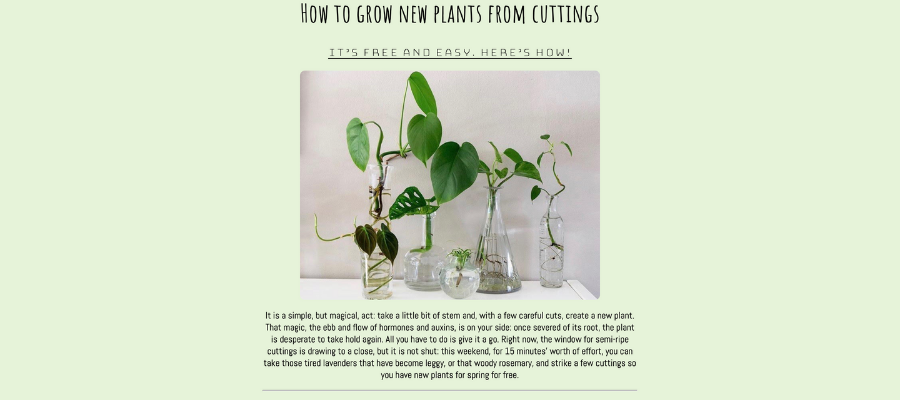 How to grow new plants from cuttings
It's free and easy. Here's how!
It is a simple, but magical, act: take a little bit of stem and, with a few careful cuts, create a new plant.
That magic, the ebb and flow of hormones and auxins, is on your side: once severed of its root, the plant
is desperate to take hold again. All you have to do is give it a go. Right now, the window for semi-ripe
cuttings is drawing to a close, but it is not shut: this weekend, for 15 minutes' worth of effort, you can
take those tired lavenders that have become leggy, or that woody rosemary, and strike a few cuttings so
you have new plants for spring for free.